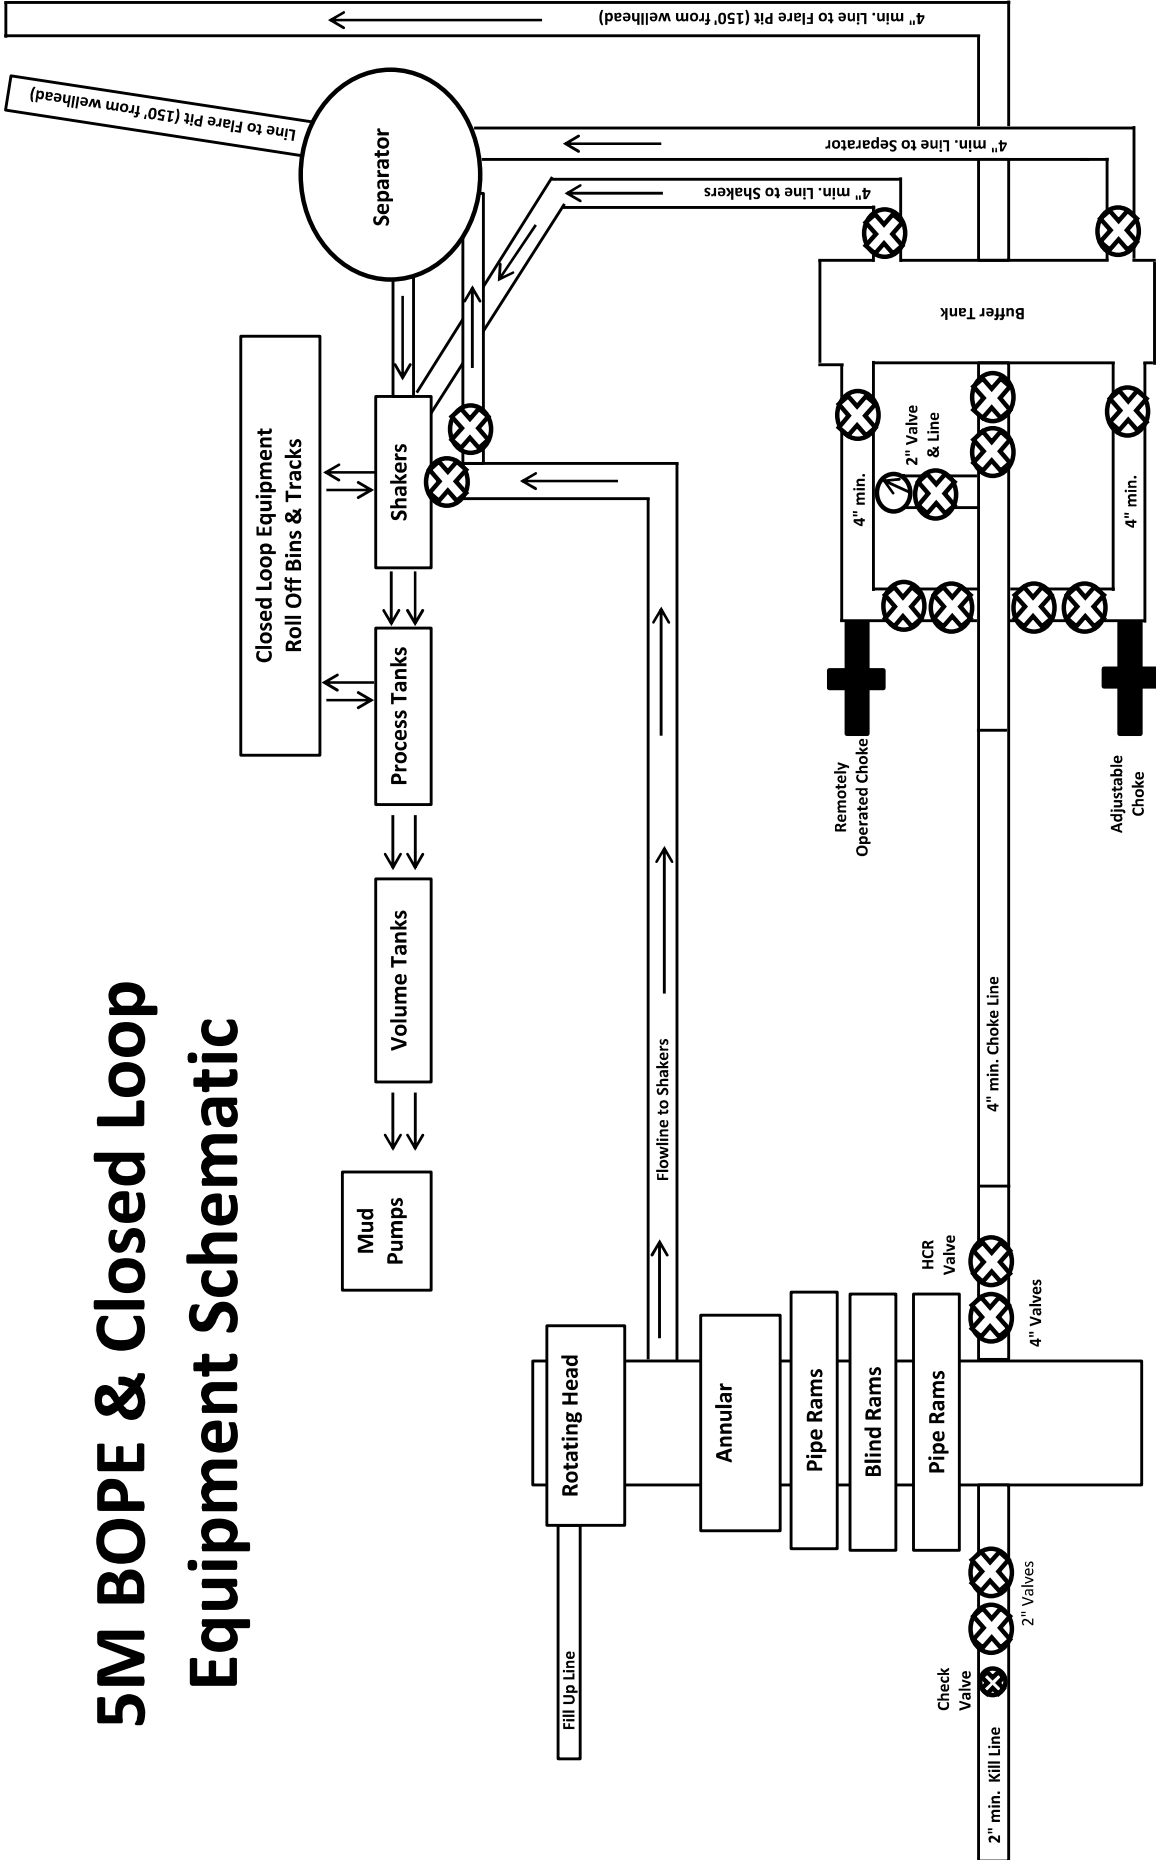 5M BOPE & Closed Loop
Equipment Schematic
Closed Loop Equipment
Roll Off Bins & Tracks
Mud
Pumps
Volume Tanks
Process Tanks
Shakers
Separator
Line to Flare Pit (150' from wellhead)
4" min. Line to Flare Pit (150' from wellhead)
4" min. Line to Separator
4" min. Line to Shakers
Fill Up Line
Rotating Head
Flowline to Shakers
Annular
Pipe Rams
Blind Rams
Pipe Rams
Remotely
Operated Choke
4" min.
2" Valve
& Line
Buffer Tank
HCR
Valve
Check
Valve
2" min. Kill Line
4" min. Choke Line
2" Valves
4" Valves
Adjustable
Choke
4" min.